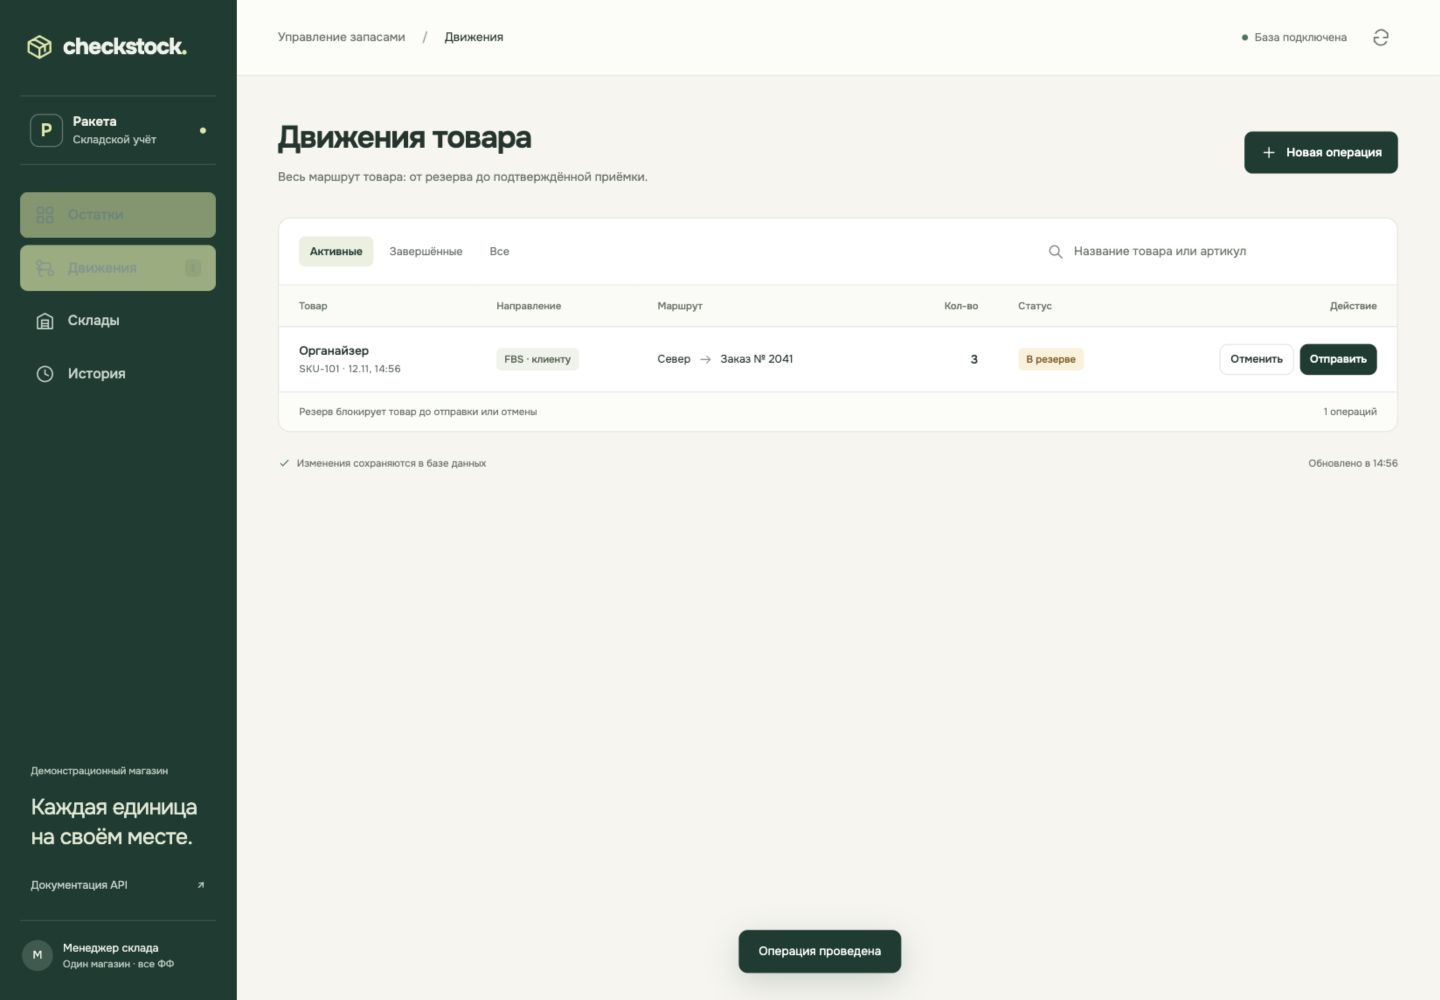 checkstock.
Р
Ракета
Складской учёт
Остатки
Движения
1
Склады
История
Демонстрационный магазин
Каждая единица
на своём месте.
Документация API
М
Менеджер склада
Один магазин · все ФФ
Управление запасами / Движения
База подключена
Движения товара
Весь маршрут товара: от резерва до подтверждённой приёмки.
+ Новая операция
Активные Завершённые Все
Название товара или артикул
Товар Направление Маршрут Кол-во Статус Действие
Органайзер
SKU-101 · 12.11, 14:56
FBS · клиенту
Север → Заказ № 2041
3
В резерве
Отменить
Отправить
Резерв блокирует товар до отправки или отмены
1 операций
Изменения сохраняются в базе данных
Обновлено в 14:56
Операция проведена